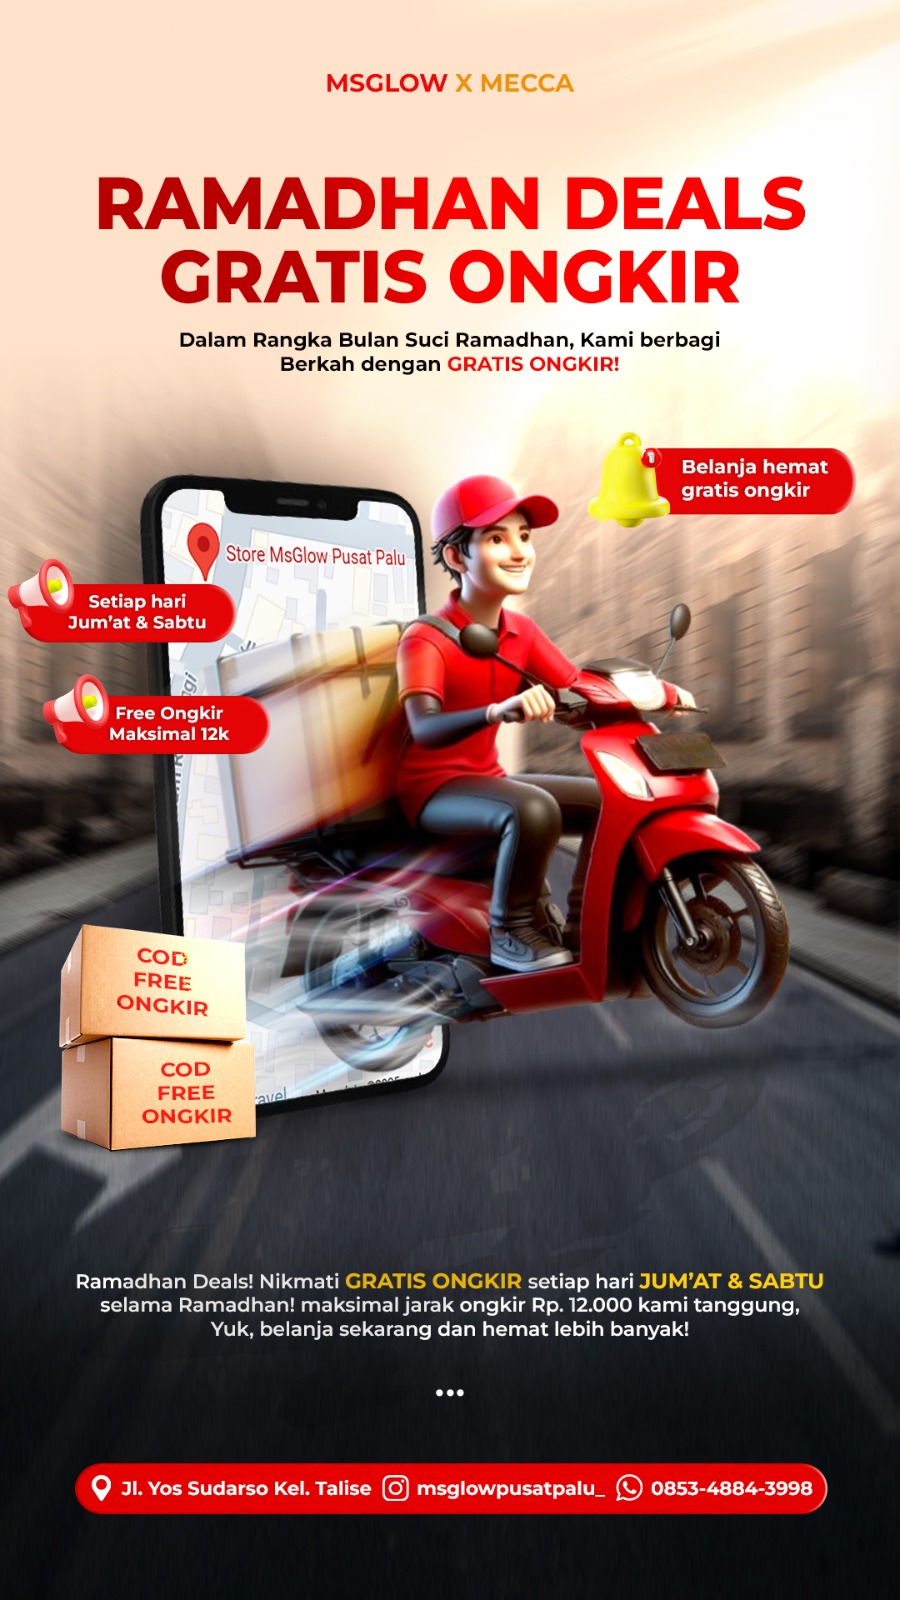 MSGLOW X MECCA
RAMADHAN DEALS
GRATIS ONGKIR
Dalam Rangka Bulan Suci Ramadhan, Kami berbagi
Berkah dengan GRATIS ONGKIR!
1
Belanja hemat
gratis ongkir
Store MsGlow Pusat Palu
Setiap hari
Jum'at & Sabtu
Free Ongkir
Maksimal 12k
COD
FREE
ONGKIR
COD
FREE
ONGKIR
Ramadhan Deals! Nikmati GRATIS ONGKIR setiap hari JUM'AT & SABTU
selama Ramadhan! maksimal jarak ongkir Rp. 12.000 kami tanggung,
Yuk, belanja sekarang dan hemat lebih banyak!
Jl. Yos Sudarso Kel. Talise msglowpusatpalu_ 0853-4884-3998